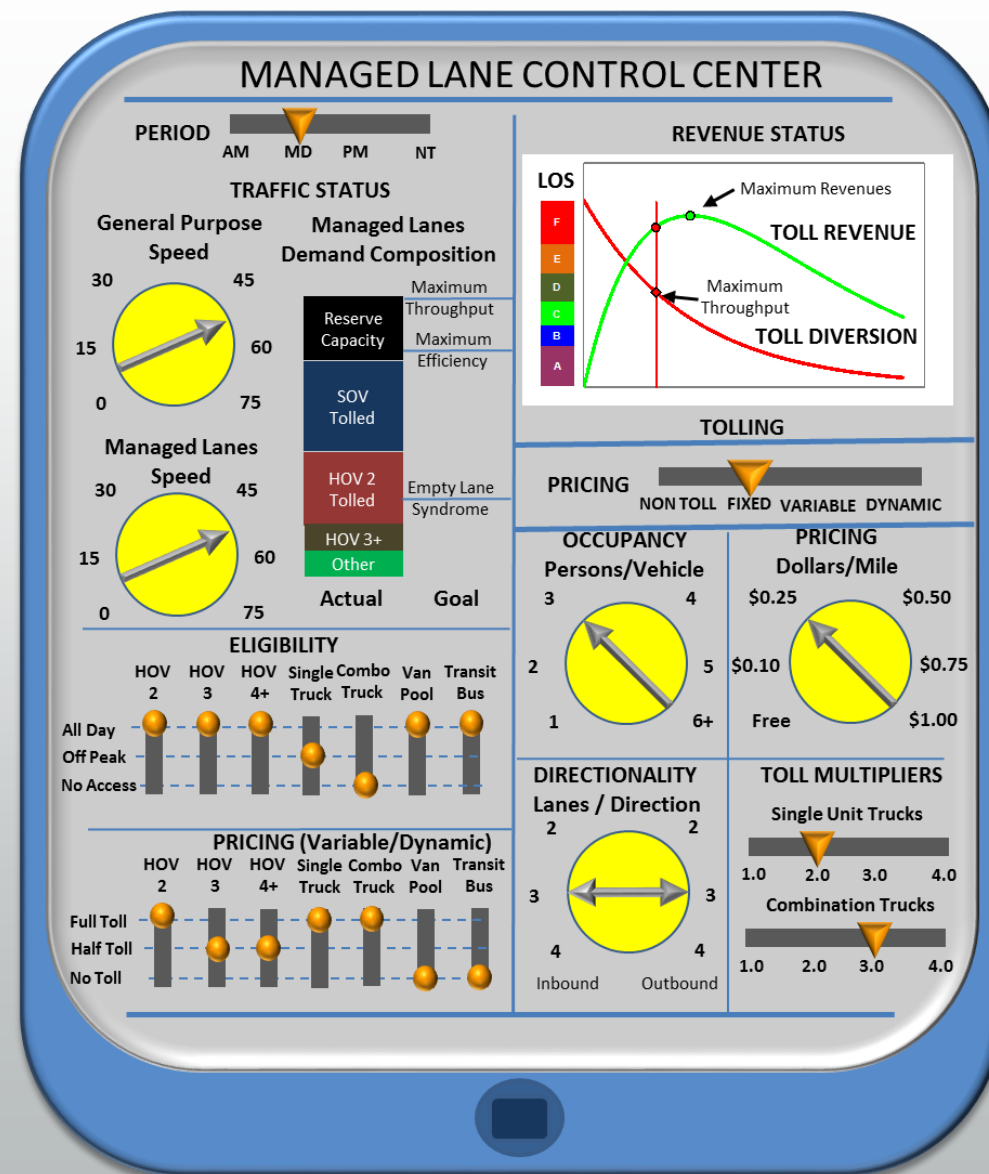 MANAGED LANE CONTROL CENTER
PERIOD
AM MD PM NT
TRAFFIC STATUS
General Purpose
Speed
30 45
15 60
0 75
Managed Lanes
Speed
30 45
15 60
0 75
Managed Lanes
Demand Composition
Maximum
Throughput
Reserve
Capacity
Maximum
Efficiency
SOV
Tolled
HOV 2
Tolled
Empty Lane
Syndrome
HOV 3+
Other
Actual Goal
ELIGIBILITY
HOV HOV HOV Single Combo Van Transit
2 3 4+ Truck Truck Pool Bus
All Day
Off Peak
No Access
PRICING (Variable/Dynamic)
HOV HOV HOV Single Combo Van Transit
2 3 4+ Truck Truck Pool Bus
Full Toll
Half Toll
No Toll
REVENUE STATUS
LOS
F
E
D
C
B
A
Maximum Revenues
TOLL REVENUE
Maximum
Throughput
TOLL DIVERSION
TOLLING
PRICING
NON TOLL FIXED VARIABLE DYNAMIC
OCCUPANCY
Persons/Vehicle
3 4
2 5
1 6+
PRICING
Dollars/Mile
$0.25 $0.50
$0.10 $0.75
Free $1.00
DIRECTIONALITY
Lanes / Direction
2 2
3 3
4 4
Inbound Outbound
TOLL MULTIPLIERS
Single Unit Trucks
1.0 2.0 3.0 4.0
Combination Trucks
1.0 2.0 3.0 4.0